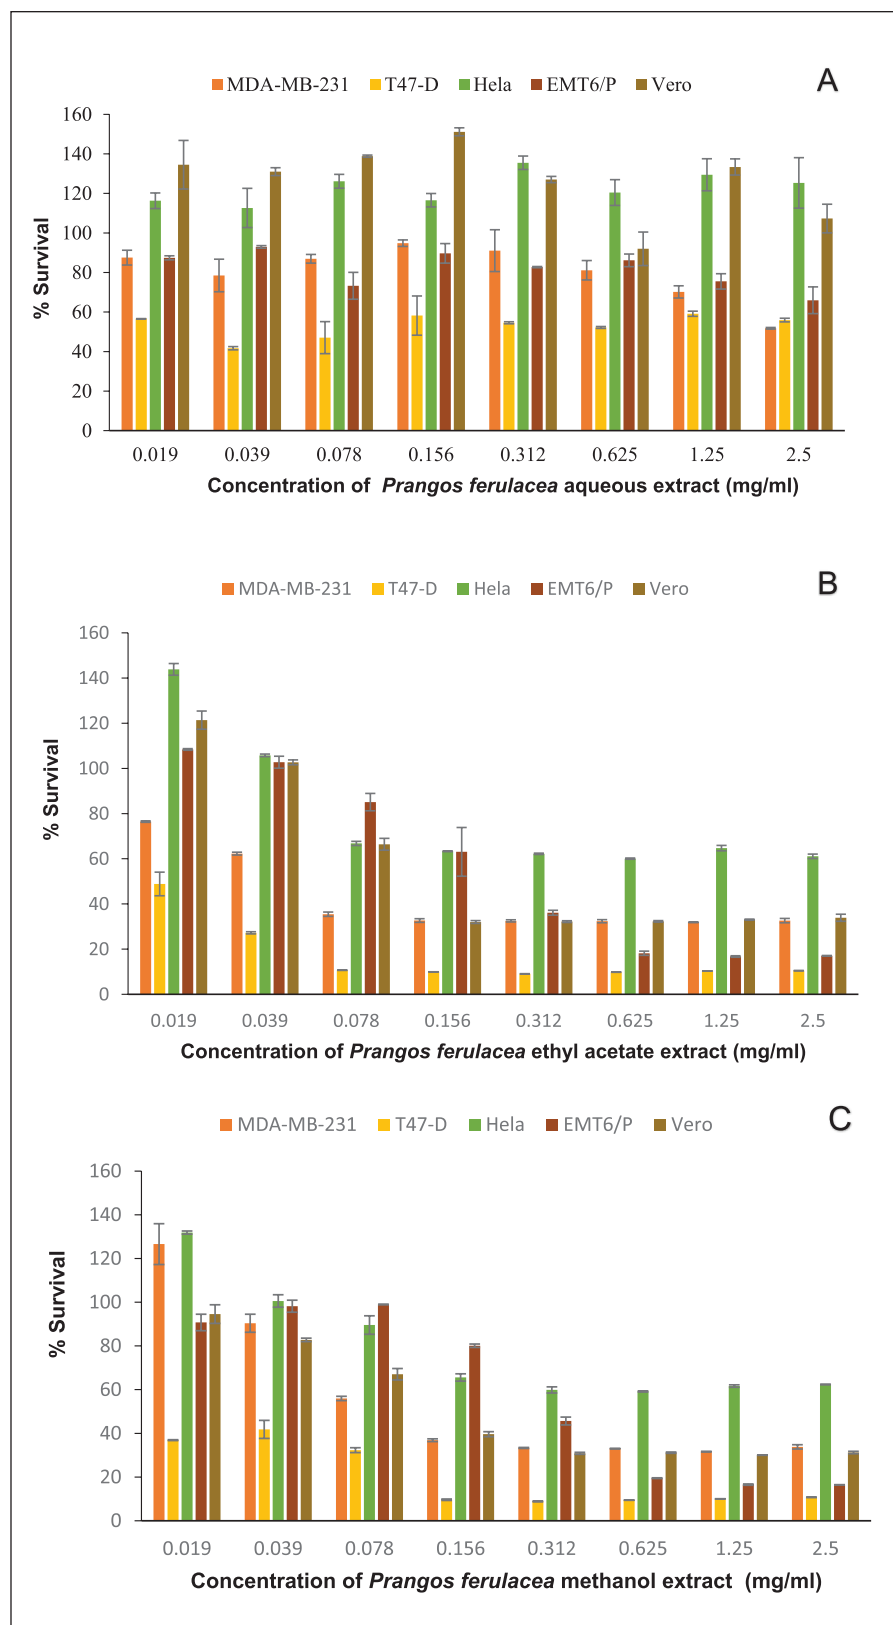 A
MDA-MB-231 T47-D Hela EMT6/P Vero
160
140
120
100
80
60
40
20
0
% Survival
0.019 0.039 0.078 0.156 0.312 0.625 1.25 2.5
Concentration of Prangos ferulacea aqueous extract (mg/ml)
B
MDA-MB-231 T47-D Hela EMT6/P Vero
160
140
120
100
80
60
40
20
0
% Survival
0.019 0.039 0.078 0.156 0.312 0.625 1.25 2.5
Concentration of Prangos ferulacea ethyl acetate extract (mg/ml)
C
MDA-MB-231 T47-D Hela EMT6/P Vero
160
140
120
100
80
60
40
20
0
% Survival
0.019 0.039 0.078 0.156 0.312 0.625 1.25 2.5
Concentration of Prangos ferulacea methanol extract (mg/ml)